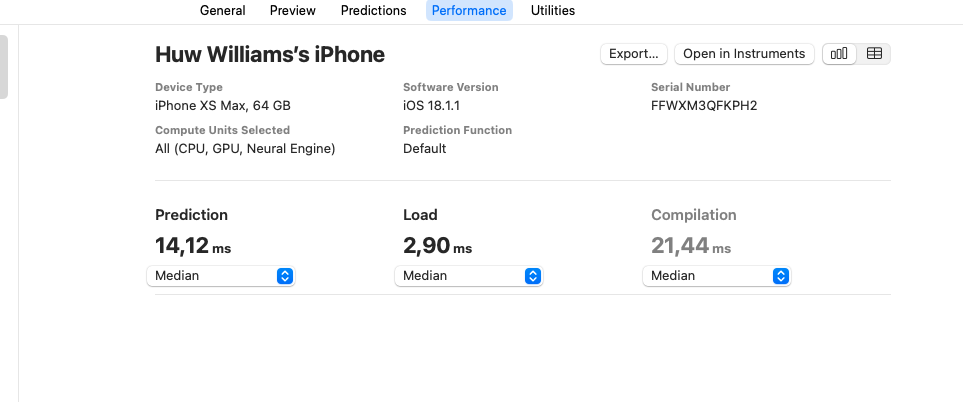 General Preview Predictions Performance Utilities
Huw Williams's iPhone Export... Open in Instruments
Device Type Software Version Serial Number
iPhone XS Max, 64 GB iOS 18.1.1 FFWXM3QFKPH2
Compute Units Selected Prediction Function
All (CPU, GPU, Neural Engine) Default
Prediction Load Compilation
14,12 ms 2,90 ms 21,44 ms
Median Median Median